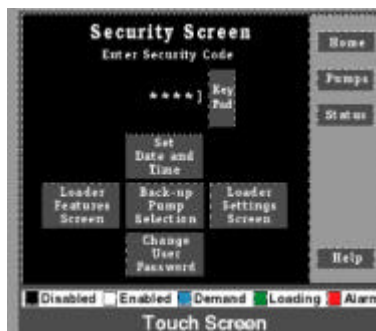 Security Screen
Enter Security Code
Home
****]
Key
Pad
Pumps
Status
Set
Date and
Time
Loader
Features
Screen
Back-up
Pump
Selection
Loader
Settings
Screen
Change
User
Password
Help
Disabled Enabled Demand Loading Alarm
Touch Screen